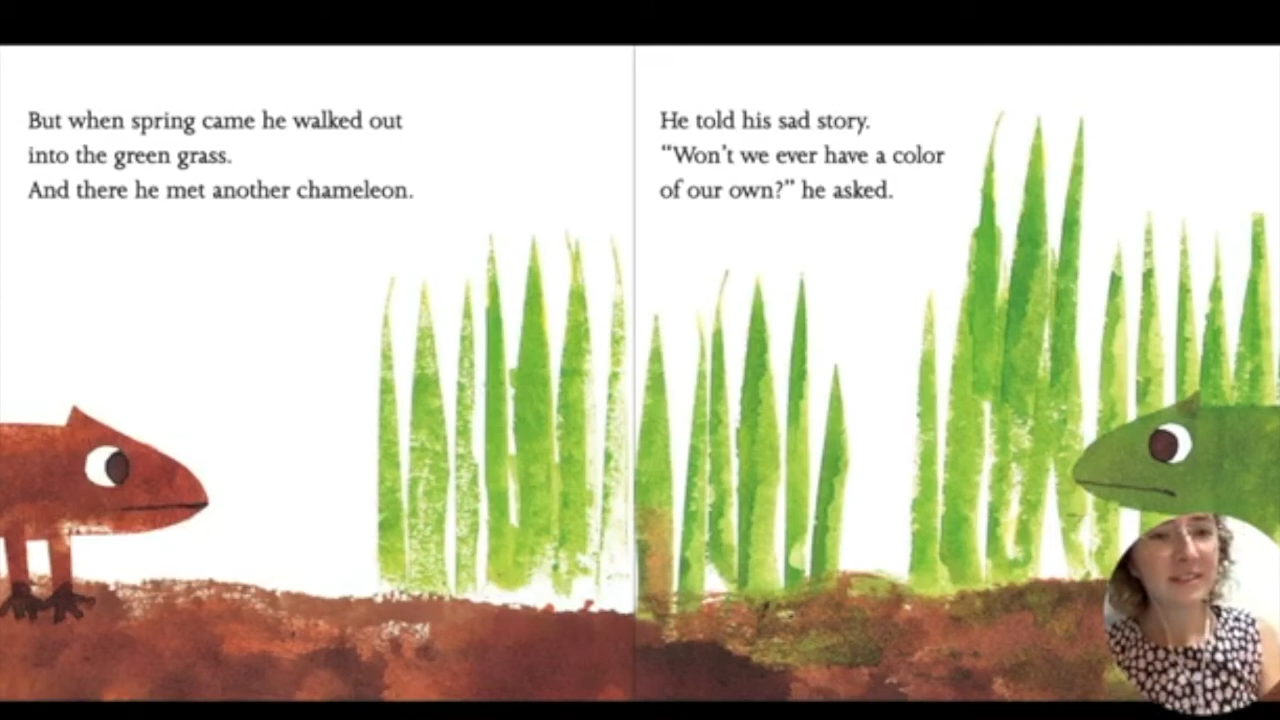 But when spring came he walked out
into the green grass.
And there he met another chameleon.
He told his sad story.
“Won’t we ever have a color
of our own?” he asked.